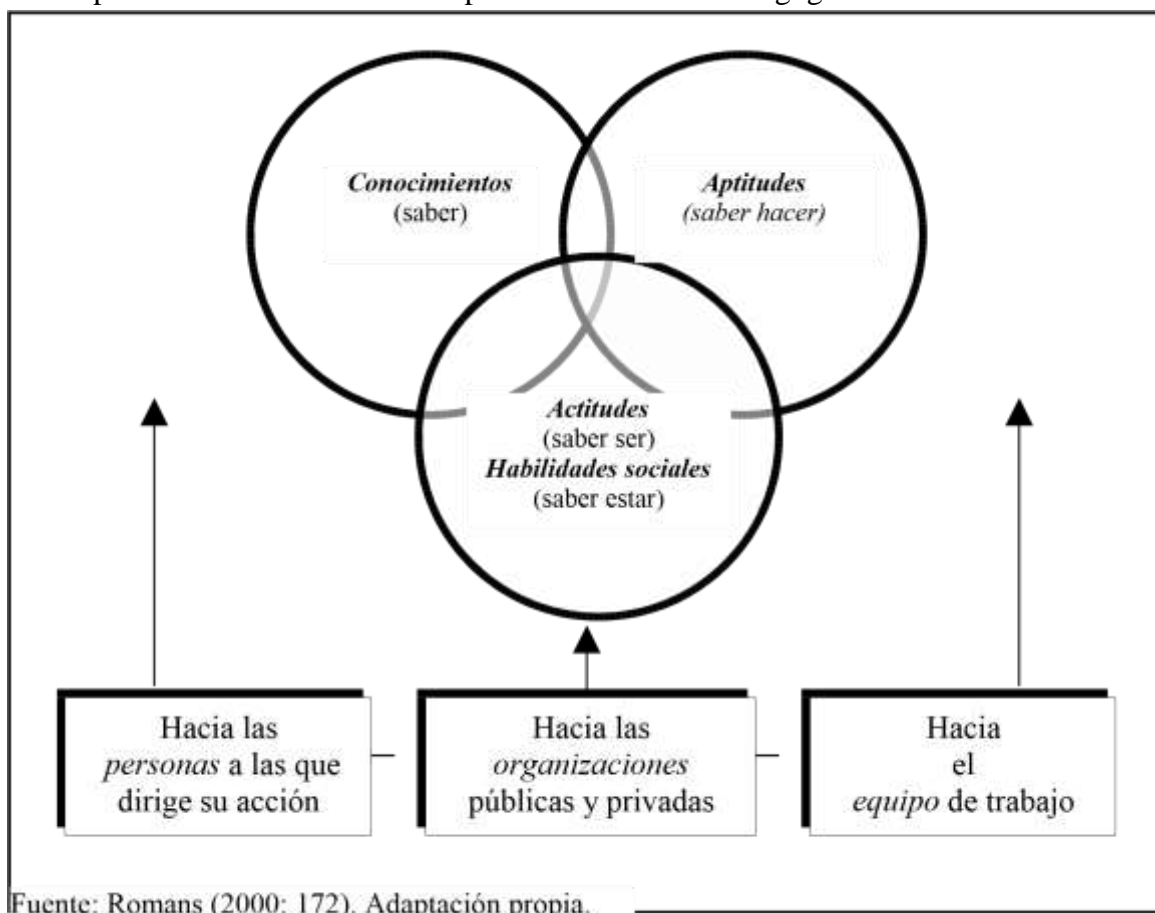 Conocimientos
(saber)
Aptitudes
(saber hacer)
Actitudes
(saber ser)
Habilidades sociales
(saber estar)
Hacia las
personas a las que
dirige su acción
Hacia las
organizaciones
públicas y privadas
Hacia
el
equipo de trabajo
Fuente: Romans (2000: 172). Adaptación propia.